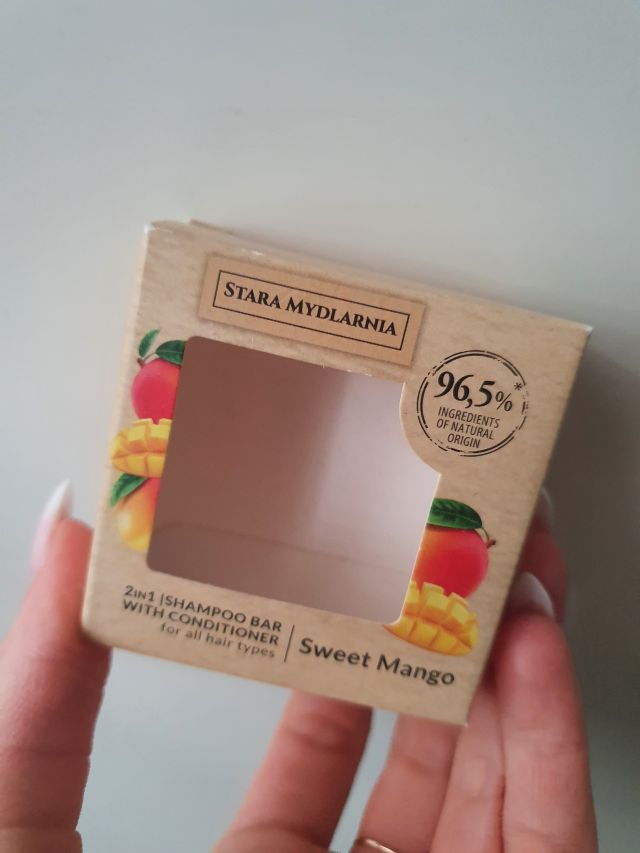 STARA MYDLARNIA
96,5%*
INGREDIENTS
OF NATURAL
ORIGIN
2IN1 | SHAMPOO BAR
WITH CONDITIONER
for all hair types
Sweet Mango